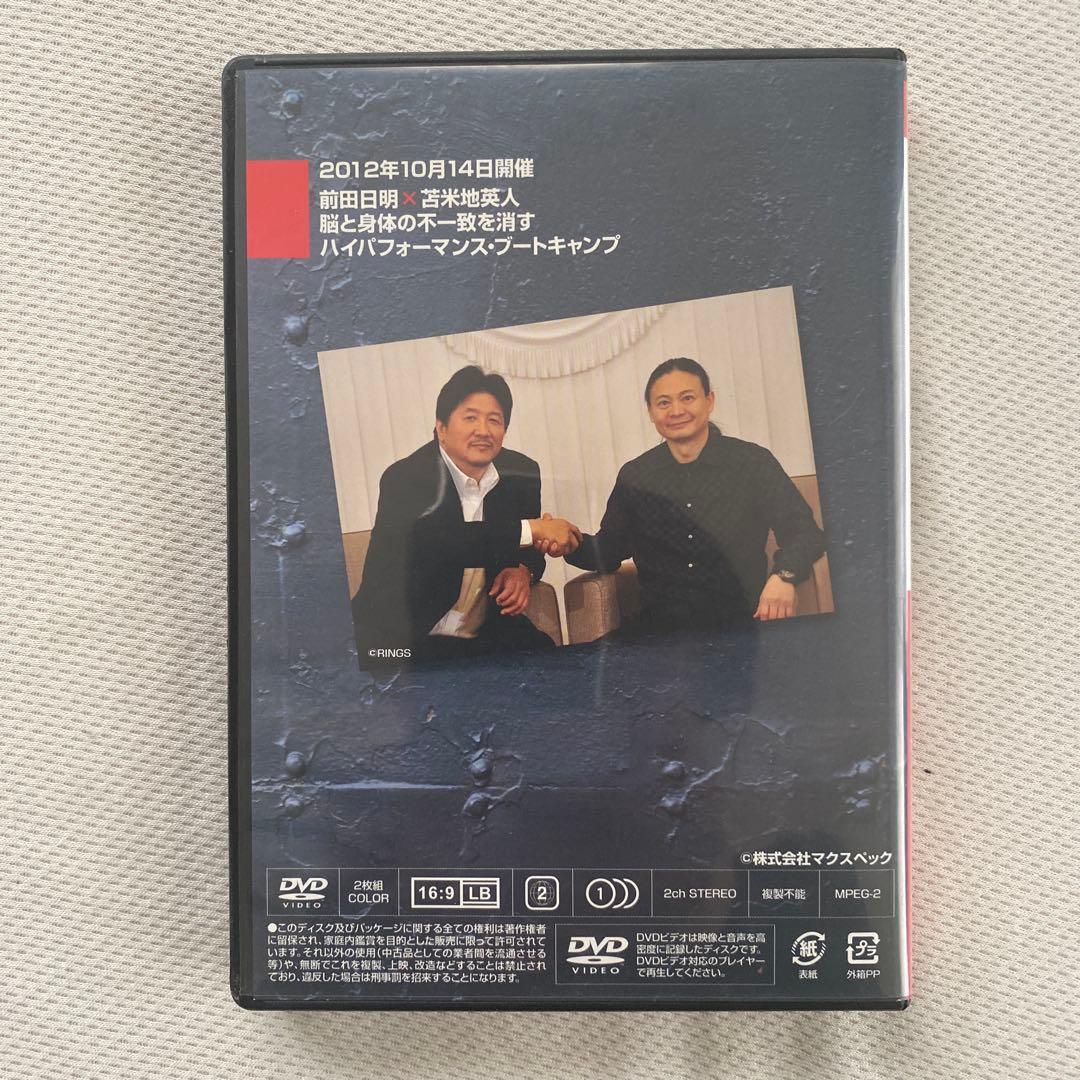 2012年10月14日開催
前田日明×苫米地英人
脳と身体の不一致を消す
ハイパフォーマンス・ブートキャンプ
©RINGS
©株式会社マクスペック
DVD
VIDEO
2枚組
COLOR
16:9 LB
2
1
2ch STEREO
複製不能
MPEG-2
●このディスク及びパッケージに関する全ての権利は著作権者
に留保され、家庭内鑑賞を目的とした販売に限って許可されて
います。それ以外の使用(中古品としての業者間を流通させる
等)や、無断でこれを複製、上映、改造などすることは禁止され
ており、違反した場合は刑事罰を招来することになります。
DVD
VIDEO
DVDビデオは映像と音声を高
密度に記録したディスクです。
DVDビデオ対応のプレイヤー
で再生してください。
紙
表紙
プラ
外箱PP